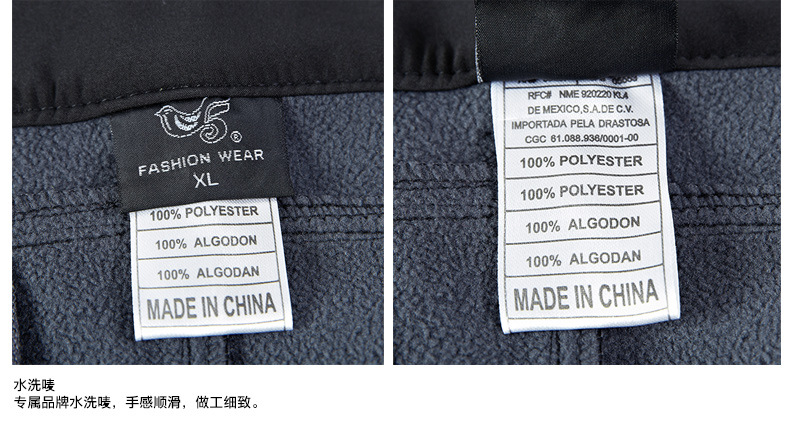 5
®
FASHION WEAR
XL
100% POLYESTER
100% ALGODON
100% ALGODAN
MADE IN CHINA
RFC# NME 920220 KL4
DE MEXICO,S.A.DE C.V.
IMPORTADA PELA DRASTOSA
CGC 61.088.936/0001-00
100% POLYESTER
100% POLYESTER
100% ALGODON
100% ALGODAN
MADE IN CHINA
水洗唛
专属品牌水洗唛，手感顺滑，做工细致。